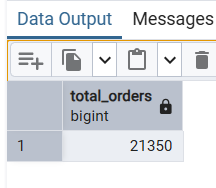 Data Output Messages
total_orders
bigint
1 21350